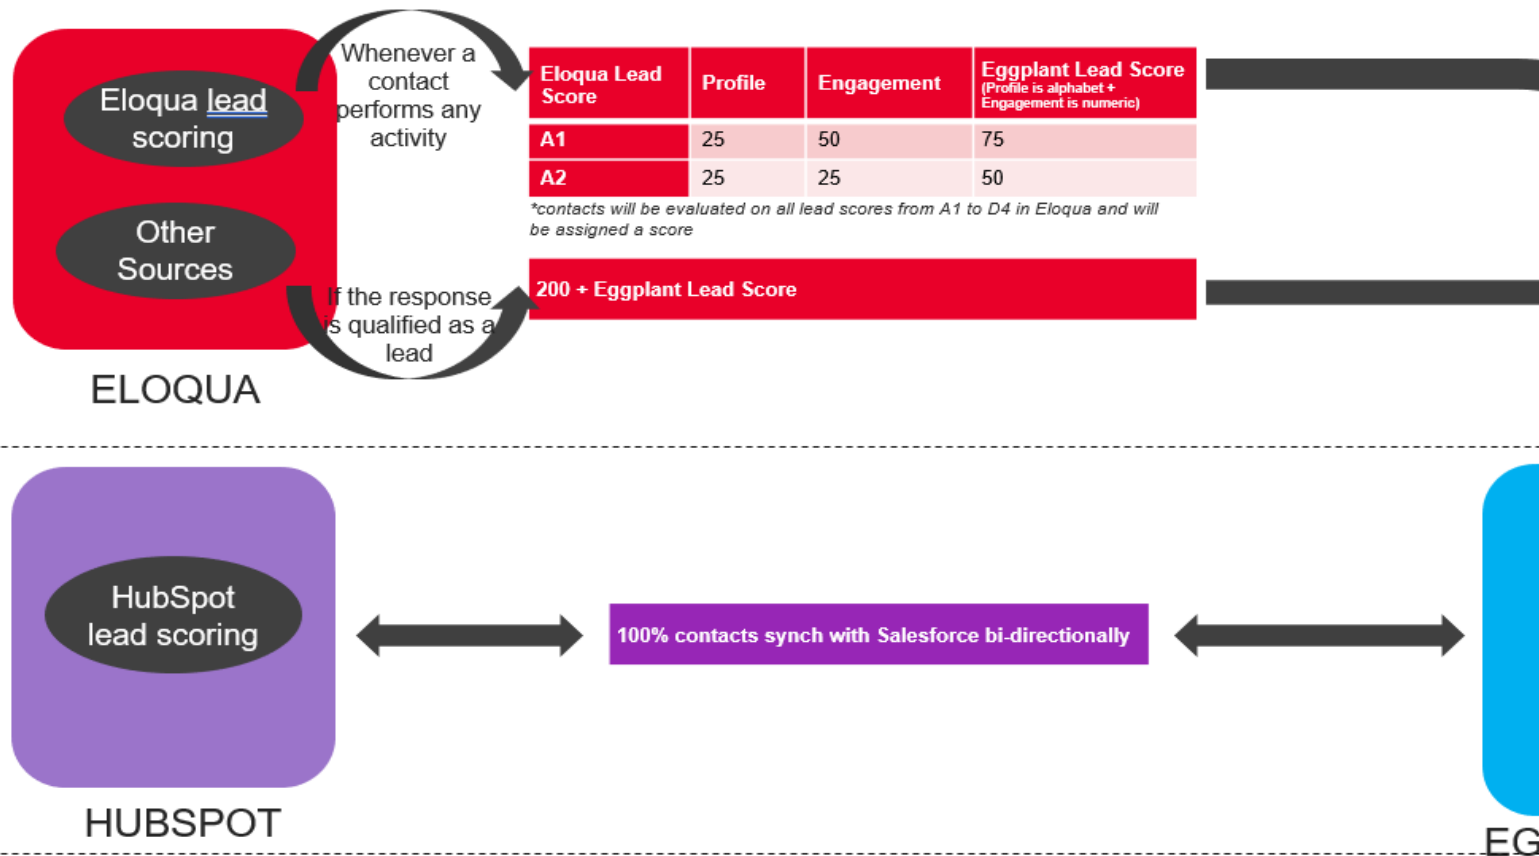 Eloqua lead
scoring
Other
Sources
ELOQUA
Whenever a
contact
performs any
activity
If the response
is qualified as a
lead
Eloqua Lead
Score
Profile
Engagement
Eggplant Lead Score
(Profile is alphabet +
Engagement is numeric)
A1 25 50 75
A2 25 25 50
*contacts will be evaluated on all lead scores from A1 to D4 in Eloqua and will
be assigned a score
200 + Eggplant Lead Score
HubSpot
lead scoring
HUBSPOT
100% contacts synch with Salesforce bi-directionally
EG